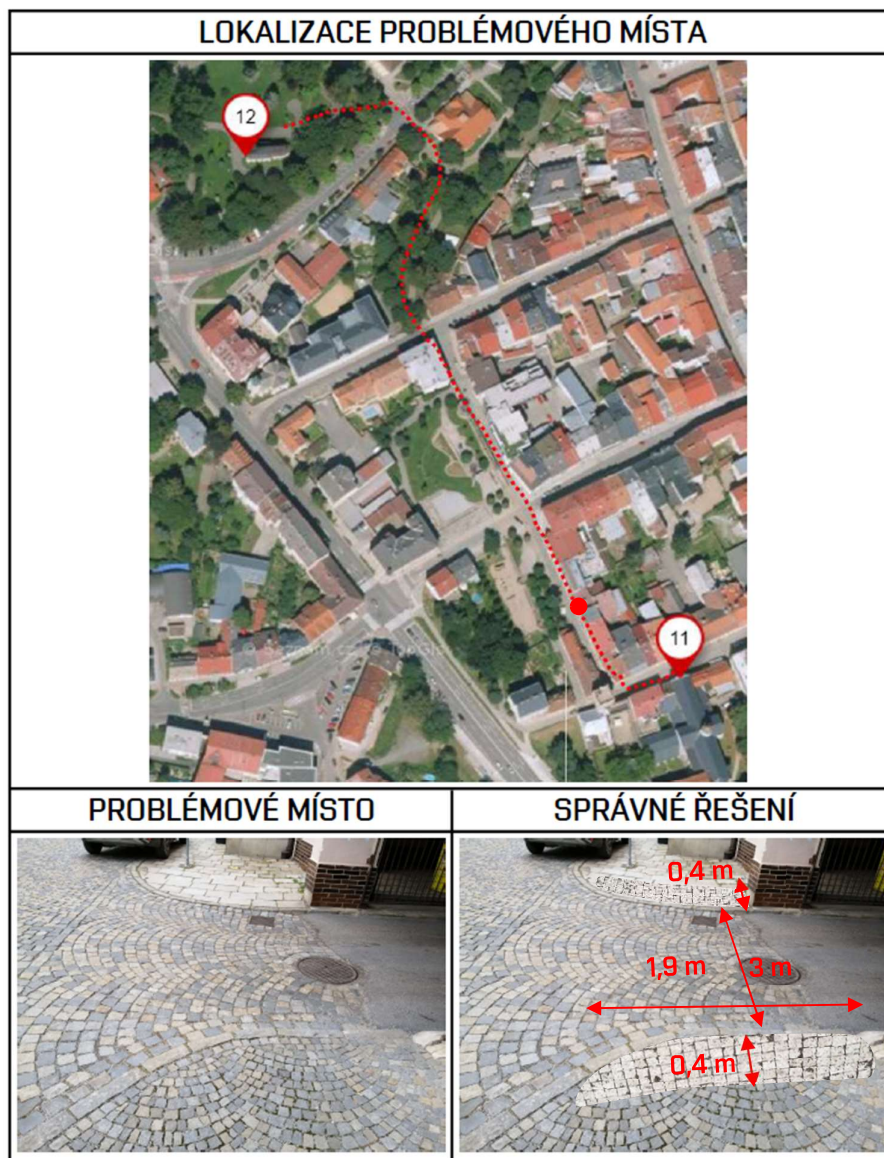 LOKALIZACE PROBLÉMOVÉHO MÍSTA
12
11
PROBLÉMOVÉ MÍSTO
SPRÁVNÉ ŘEŠENÍ
0,4 m
1,9 m
3 m
0,4 m